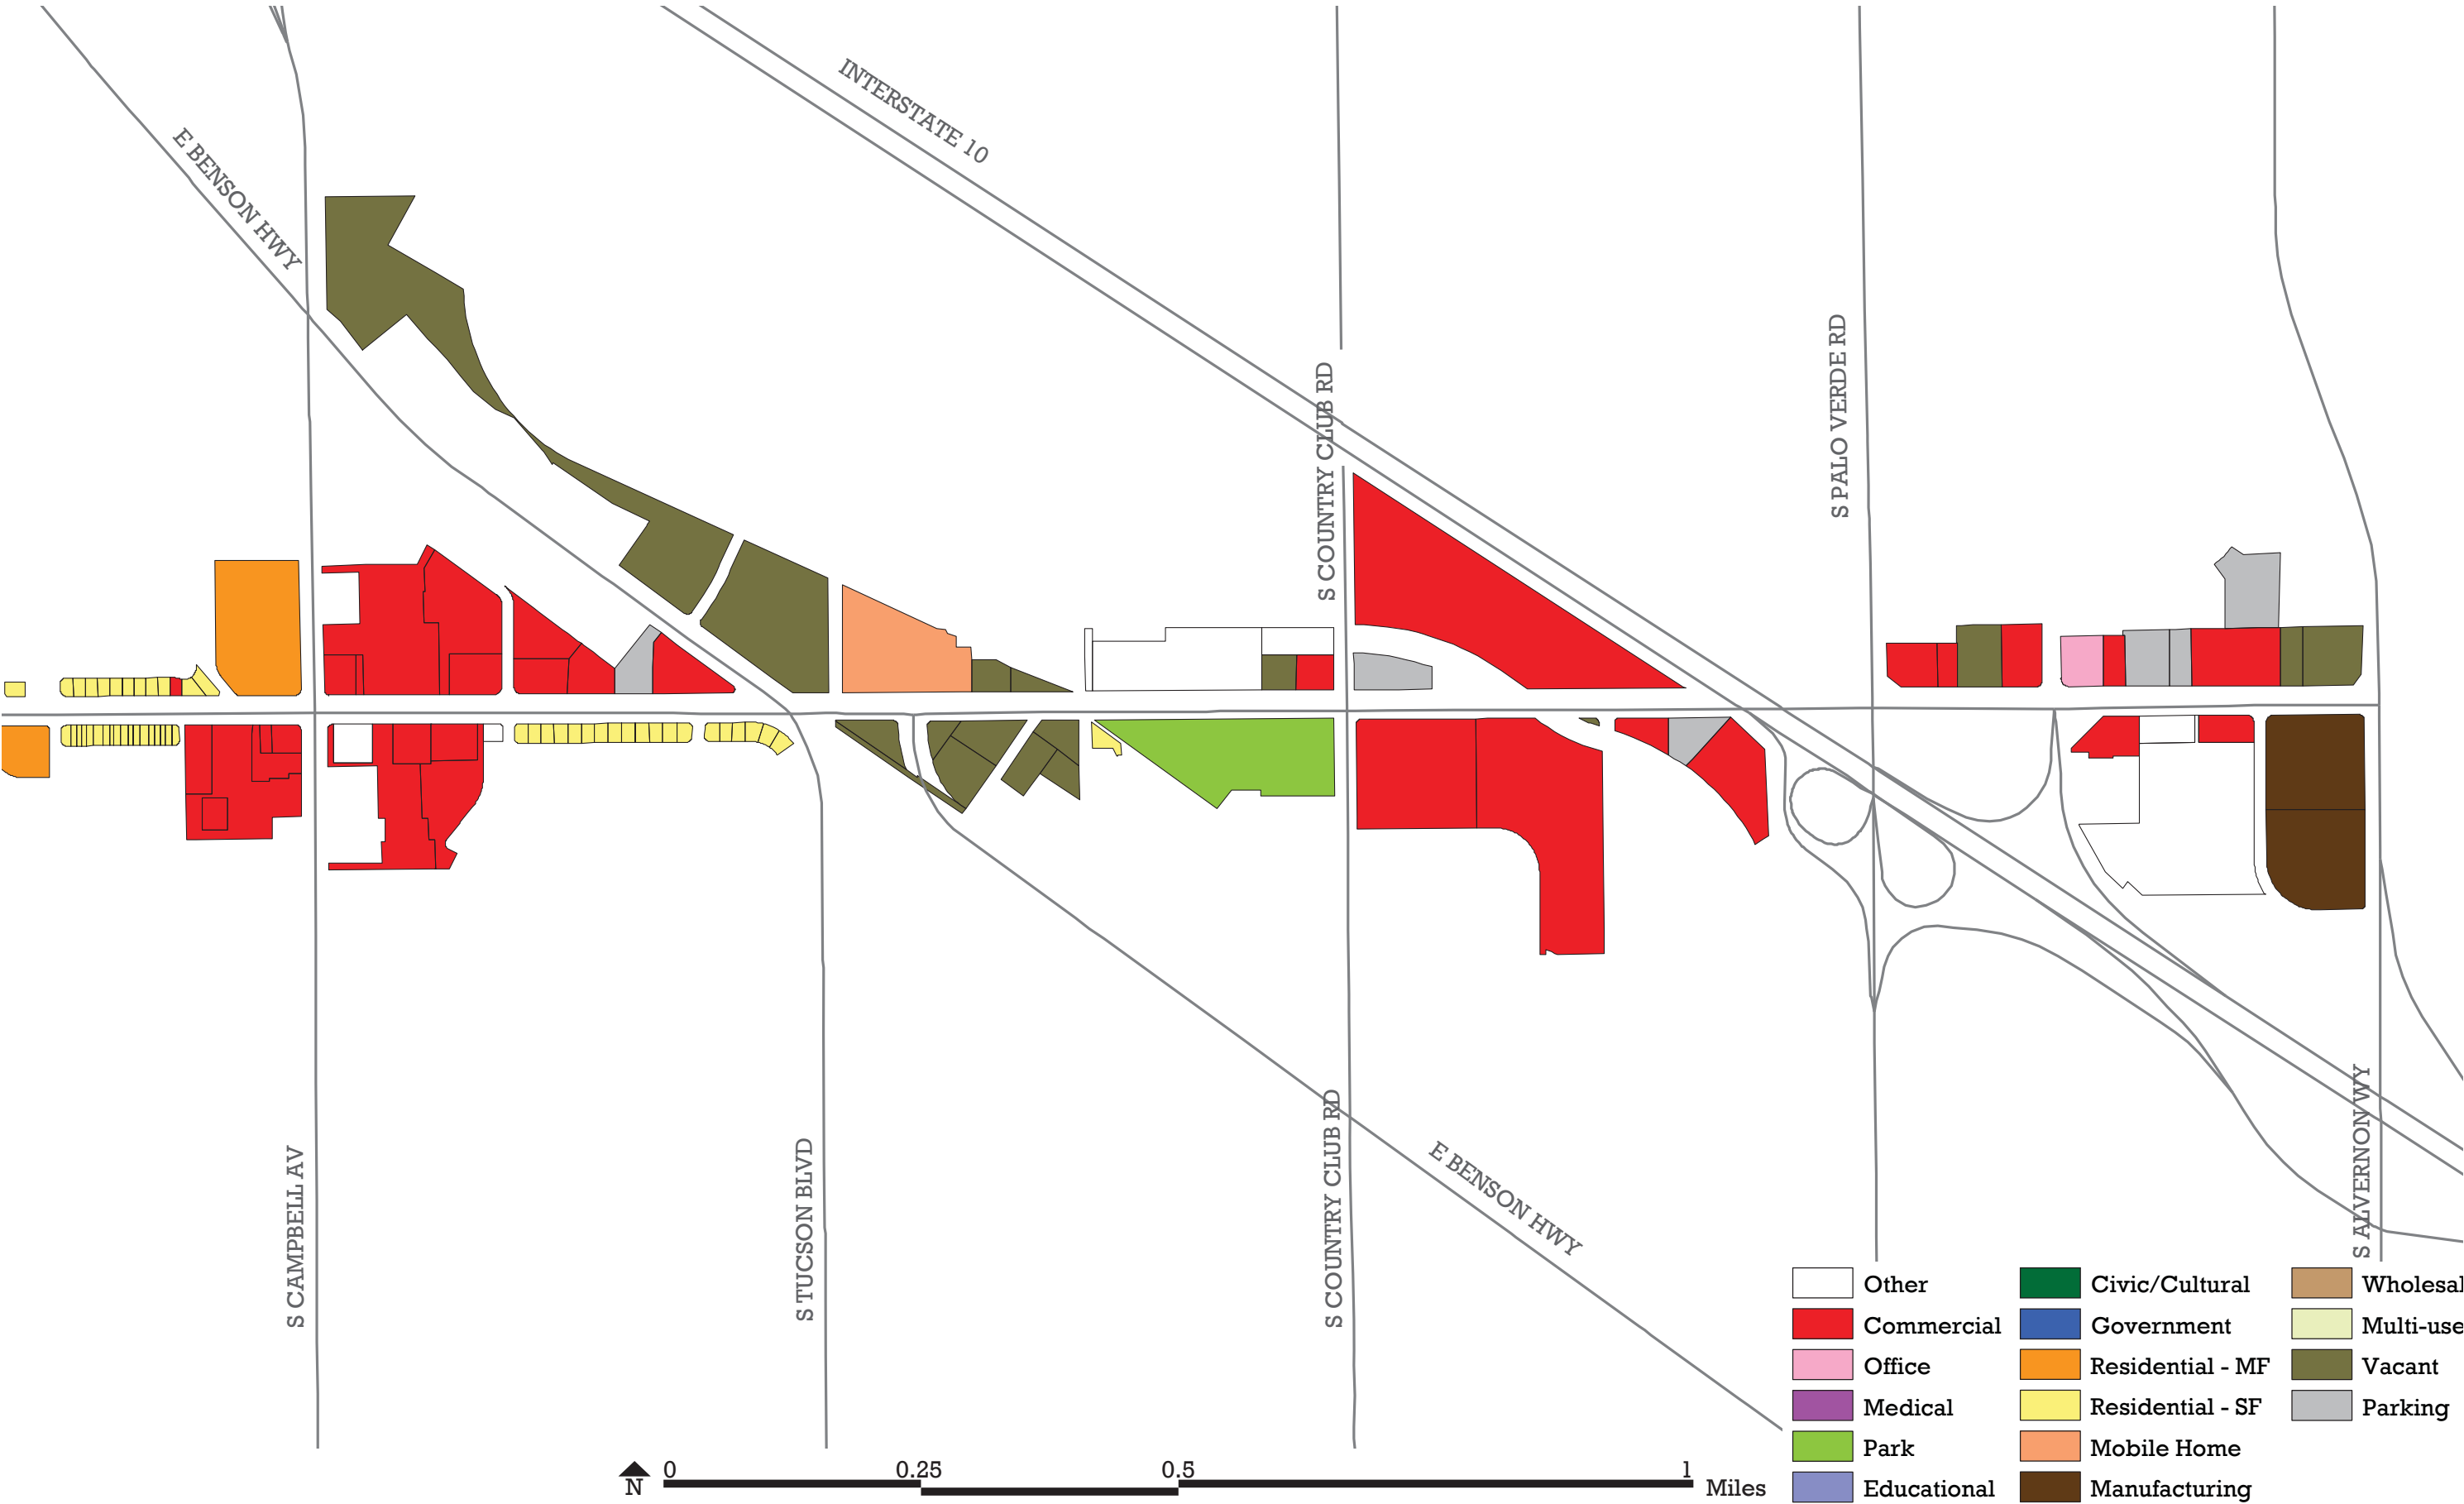 INTERSTATE 10
E BENSON HWY
S COUNTRY CLUB RD
S PALO VERDE RD
S CAMPBELL AV
S TUCSON BLVD
S COUNTRY CLUB RD
E BENSON HWY
S ALVERNON WY
Other
Commercial
Office
Medical
Park
Educational
Civic/Cultural
Government
Residential - MF
Residential - SF
Mobile Home
Manufacturing
Wholesal
Multi-use
Vacant
Parking
N
0 0.25 0.5 1 Miles